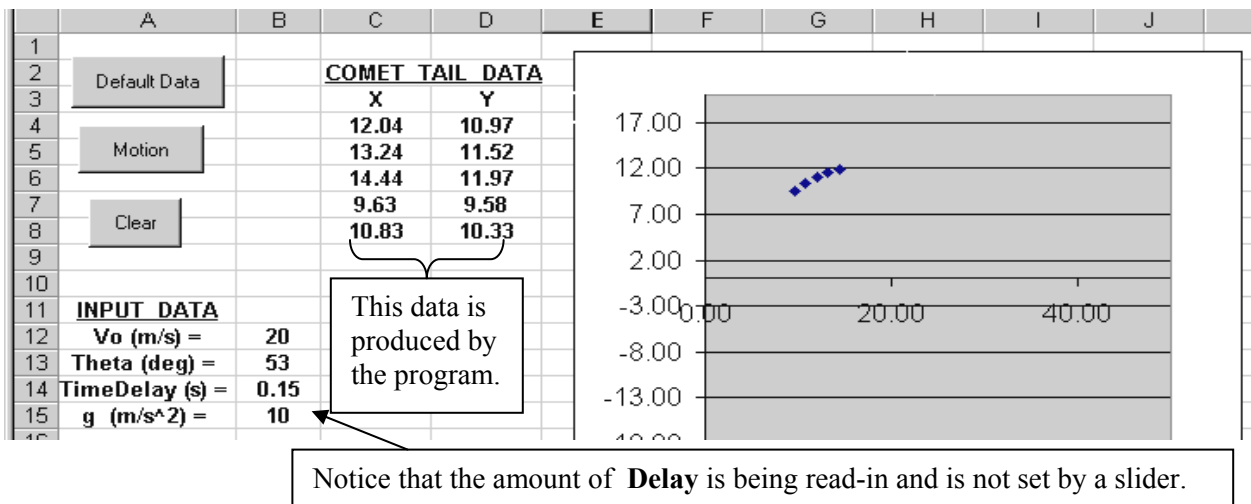 A B C D E F G H I J
1
2 Default Data COMET TAIL DATA
3 X Y
4 12.04 10.97
5 Motion 13.24 11.52
6 14.44 11.97
7 9.63 9.58
8 Clear 10.83 10.33
9
10
11 INPUT DATA
12 Vo (m/s) = 20
13 Theta (deg) = 53
14 TimeDelay (s) = 0.15
15 g (m/s^2) = 10
This data is
produced by
the program.
17.00
12.00
7.00
2.00
-3.00
0.00 20.00 40.00
-8.00
-13.00
Notice that the amount of Delay is being read-in and is not set by a slider.